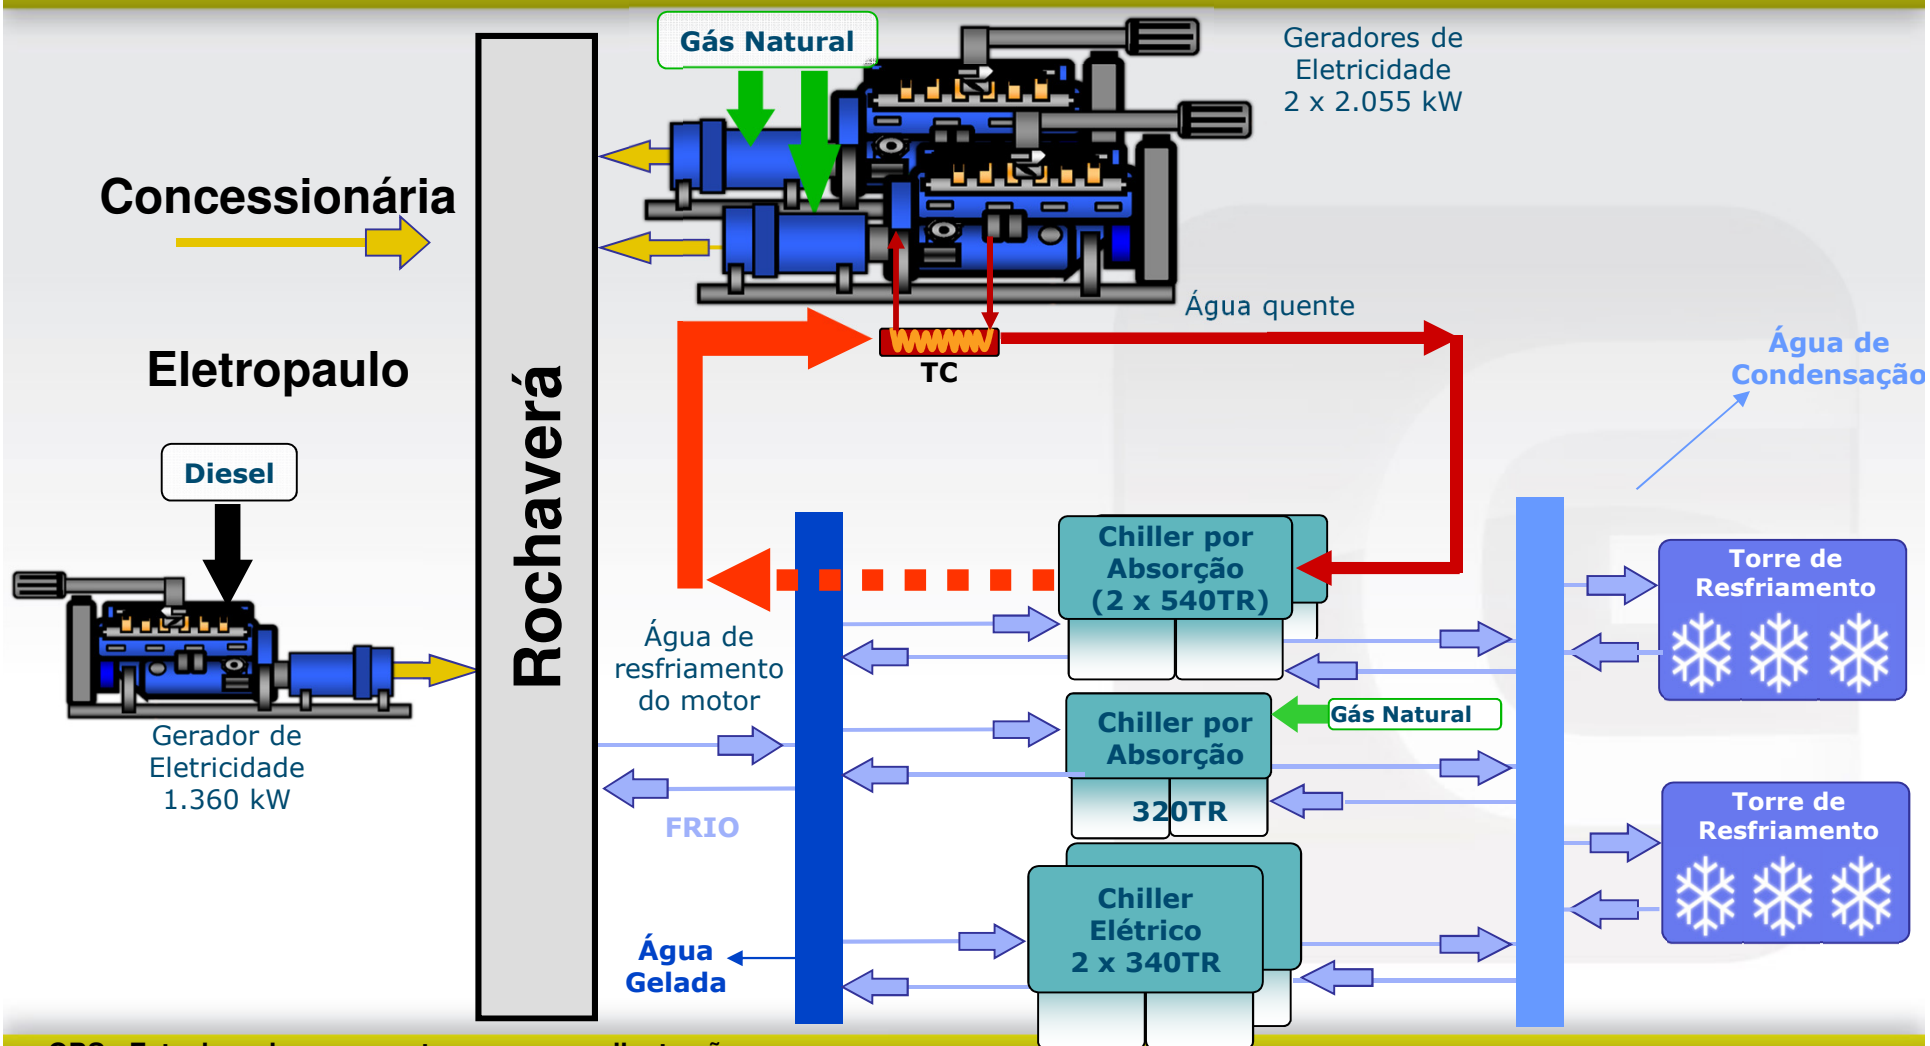 Gás Natural
Geradores de
Eletricidade
2 x 2.055 kW
Concessionária
Água quente
Eletropaulo
TC
Água de
Condensação
Rochaverá
Diesel
Chiller por
Absorção
(2 x 540TR)
Torre de
Resfriamento
Água de
resfriamento
do motor
Gás Natural
Chiller por
Absorção
320TR
Gerador de
Eletricidade
1.360 kW
FRIO
Torre de
Resfriamento
Chiller
Elétrico
2 x 340TR
Água
Gelada